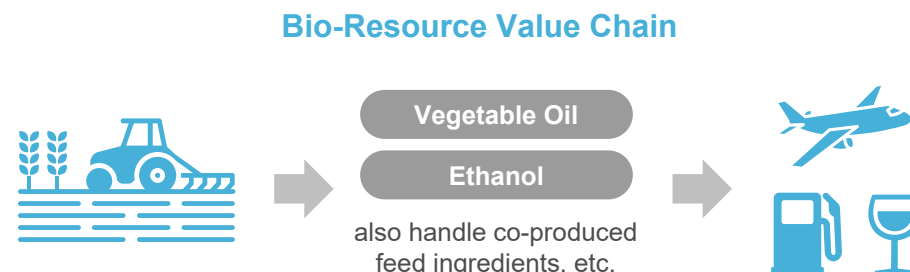 Bio-Resource Value Chain
Vegetable Oil
Ethanol
also handle co-produced
feed ingredients, etc.